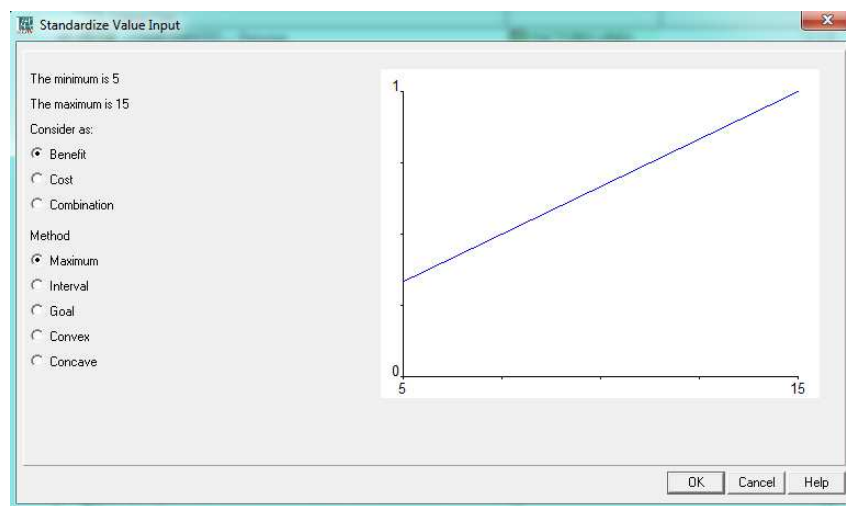 Standardize Value Input
The minimum is 5
The maximum is 15
Consider as:
Benefit
Cost
Combination
Method
Maximum
Interval
Goal
Convex
Concave
1
0
5
15
OK Cancel Help